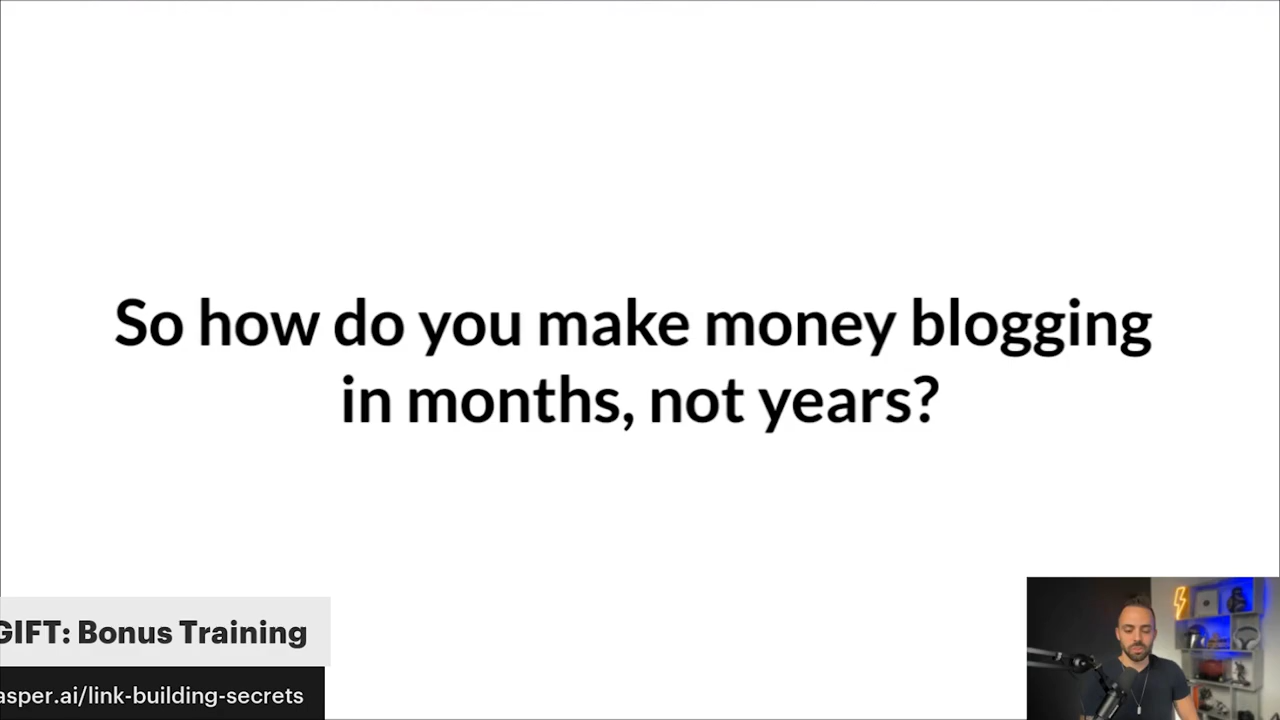 So how do you make money blogging
in months, not years?
GIFT: Bonus Training
asper.ai/link-building-secrets